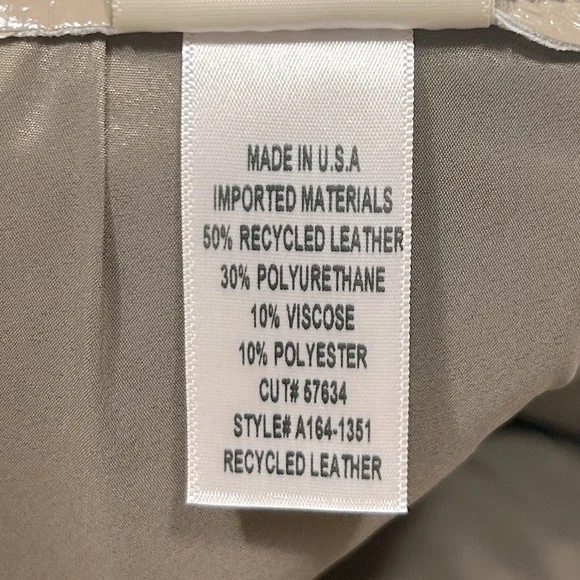 MADE IN U.S.A
IMPORTED MATERIALS
50% RECYCLED LEATHER
30% POLYURETHANE
10% VISCOSE
10% POLYESTER
CUT# 57634
STYLE# A164-1351
RECYCLED LEATHER